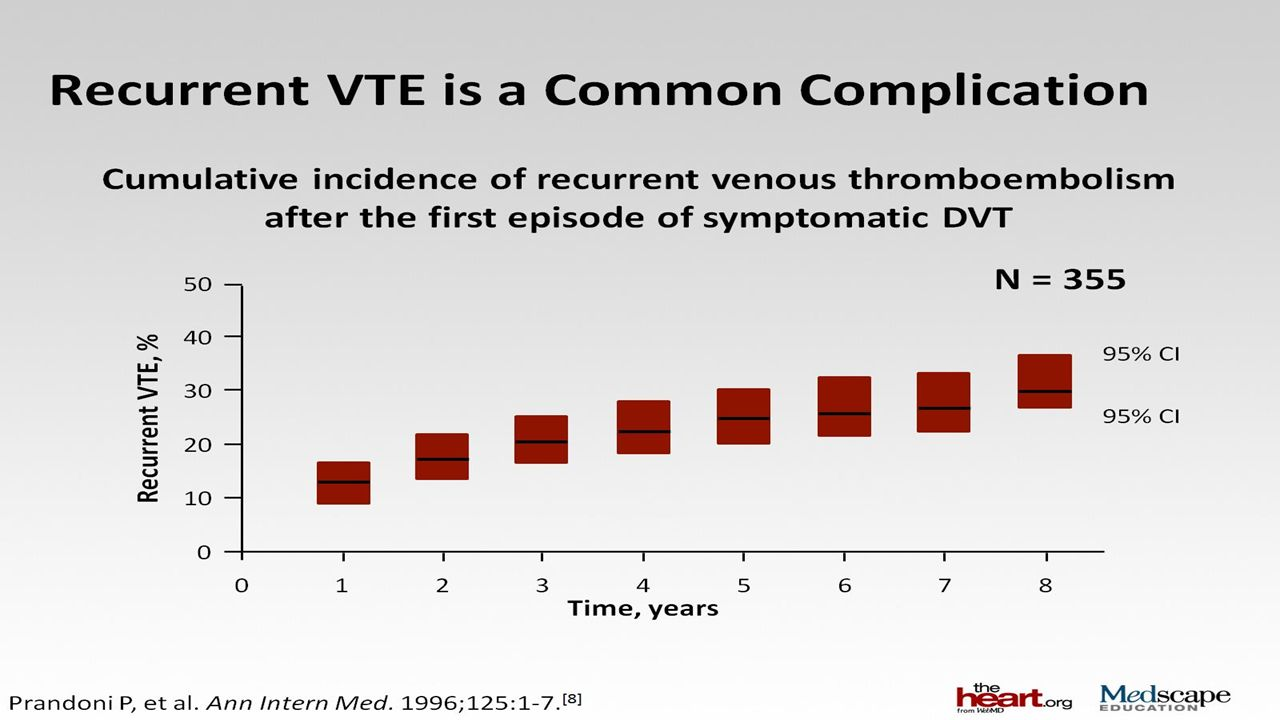 Recurrent VTE is a Common Complication
Cumulative incidence of recurrent venous thromboembolism
after the first episode of symptomatic DVT
N = 355
Recurrent VTE, %
50
40
30
20
10
0
95% CI
95% CI
0 1 2 3 4 5 6 7 8
Time, years
Prandoni P, et al. Ann Intern Med. 1996;125:1-7.[8]
the
heart.org
from WebMD
Medscape
EDUCATION